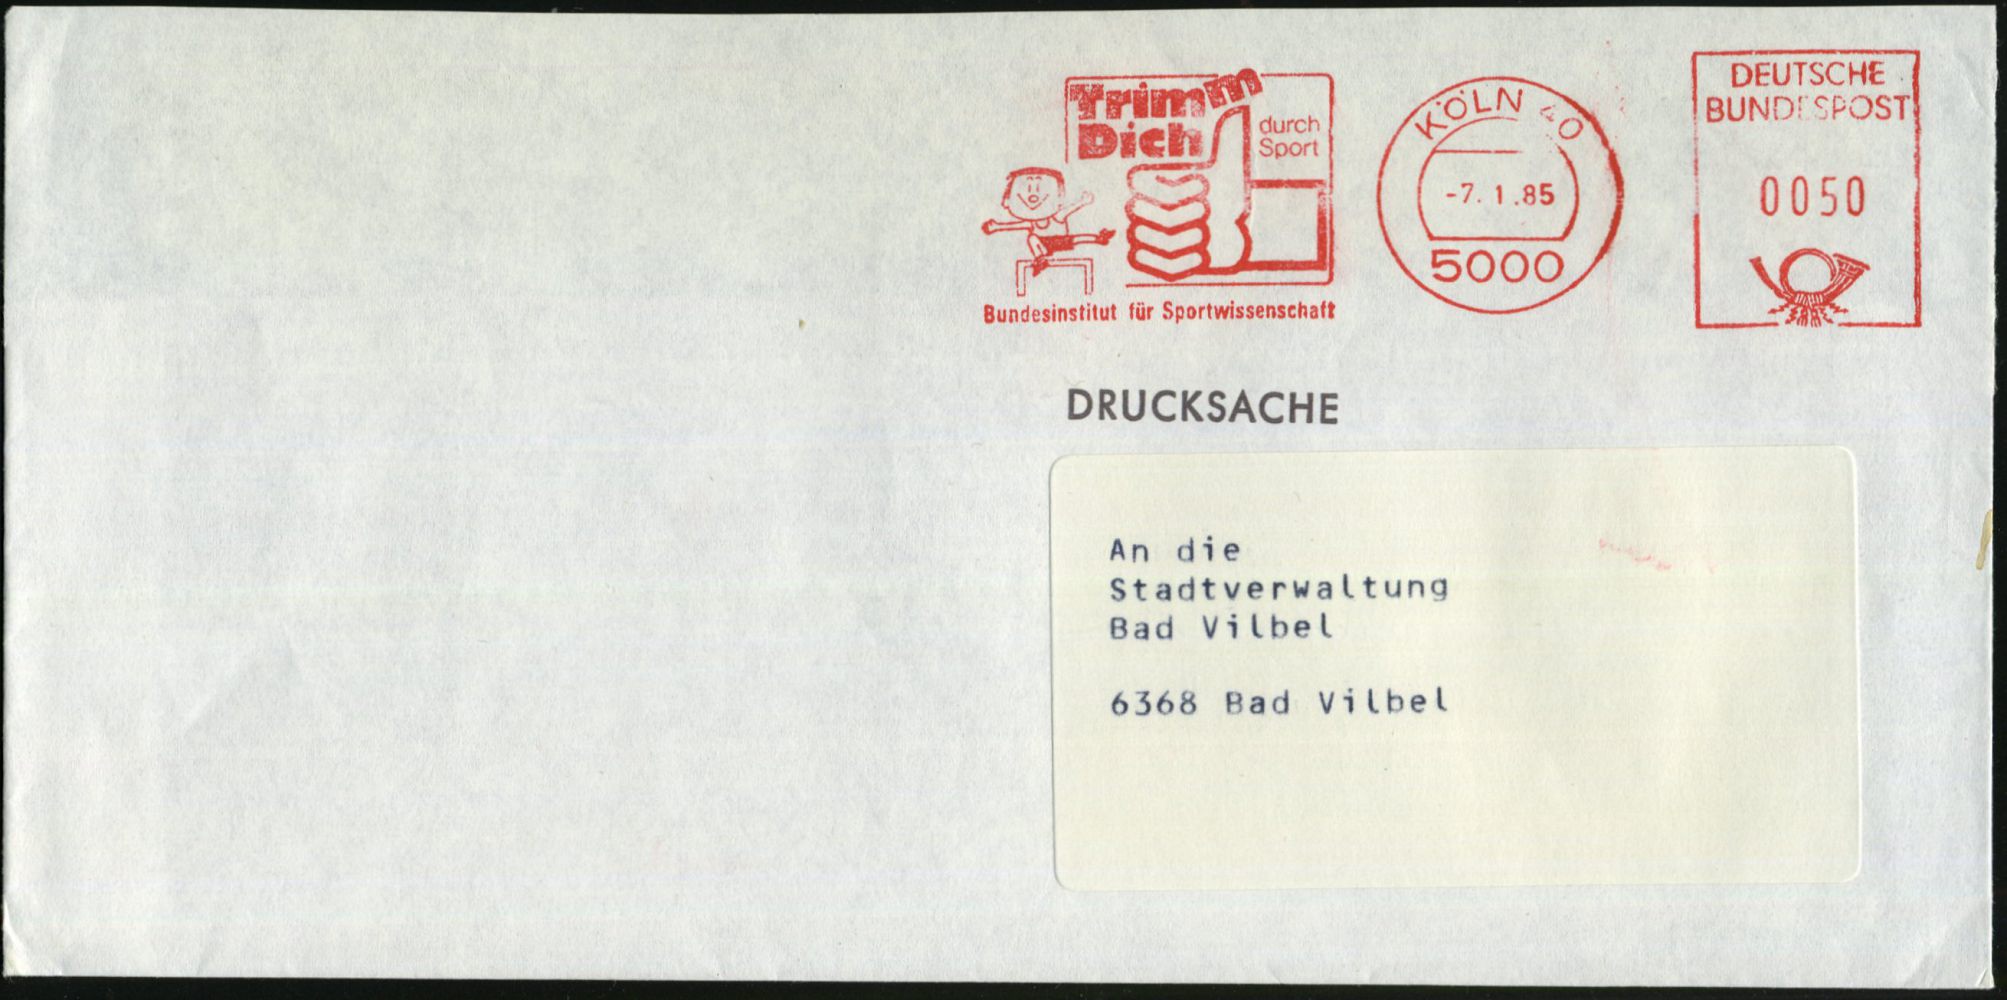 Trimm
Dich
durch
Sport
Bundesinstitut für Sportwissenschaft
KÖLN 40
-7.1.85
5000
DEUTSCHE
BUNDESPOST
0050
DRUCKSACHE
An die
Stadtverwaltung
Bad Vilbel
6368 Bad Vilbel